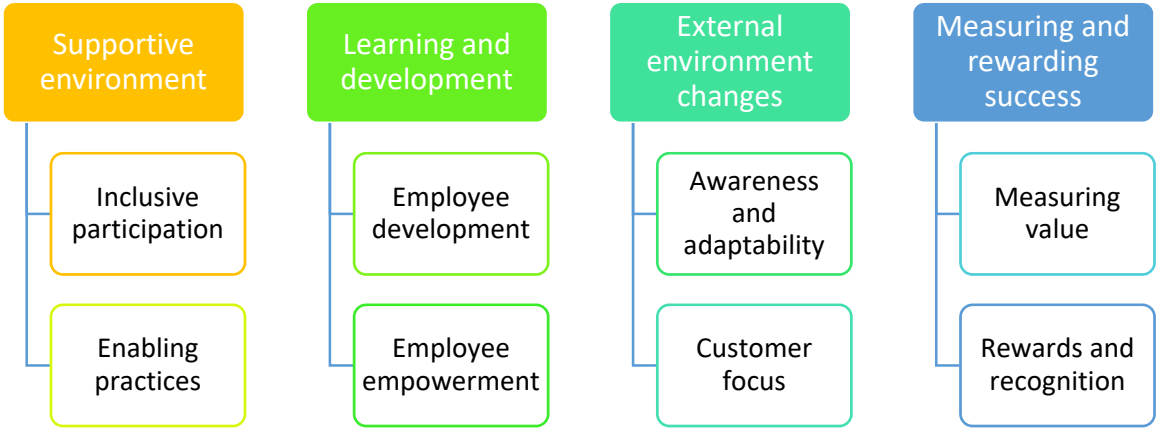 Supportive
environment
Inclusive
participation
Enabling
practices
Learning and
development
Employee
development
Employee
empowerment
External
environment
changes
Awareness
and
adaptability
Customer
focus
Measuring and
rewarding
success
Measuring
value
Rewards and
recognition